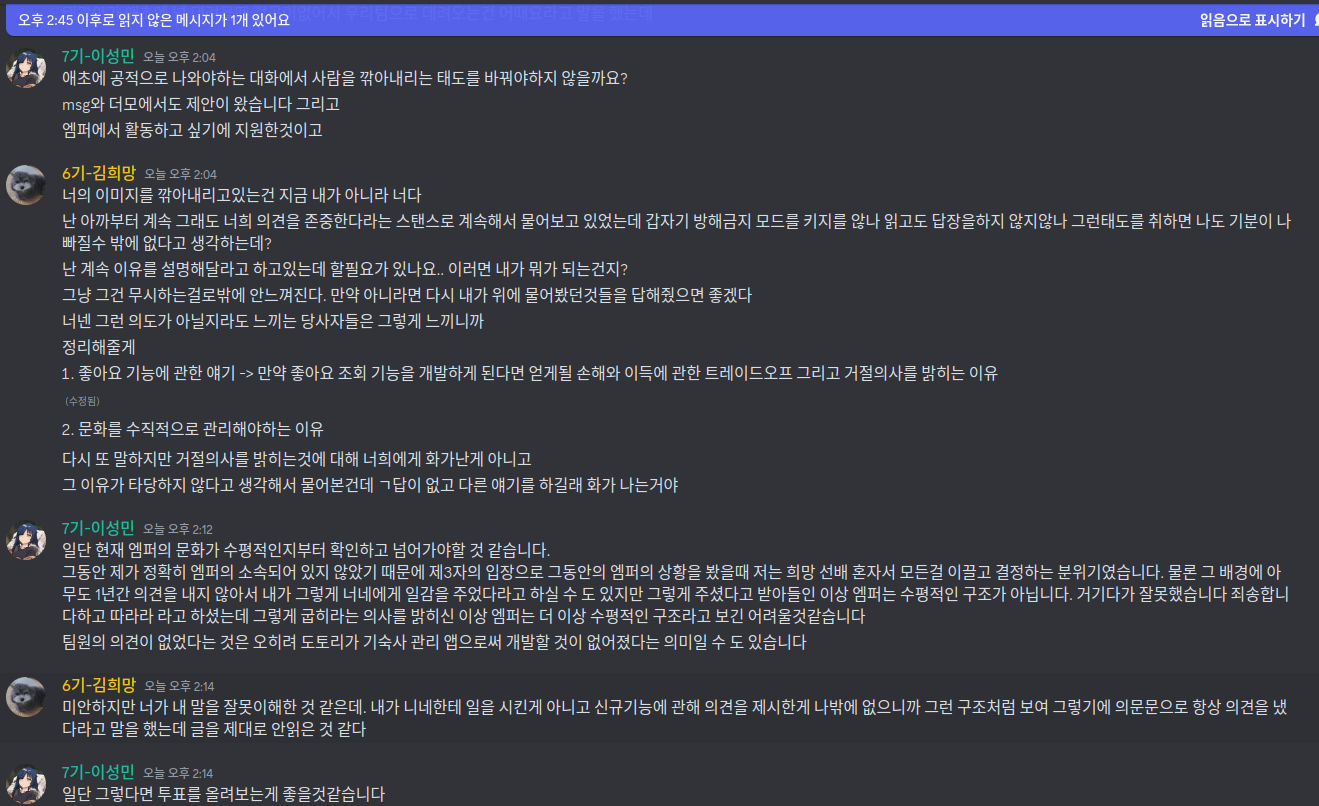 오후 2:45 이후로 읽지 않은 메시지가 1개 있어요 읽음으로 표시하기
7기-이성민 오늘 오후 2:04
애초에 공적으로 나와야하는 대화에서 사람을 깎아내리는 태도를 바꿔야하지 않을까요?
msg와 더모에서도 제안이 왔습니다 그리고
엠퍼에서 활동하고 싶기에 지원한것이고
6기-김희망 오늘 오후 2:04
너의 이미지를 깎아내리고있는건 지금 내가 아니라 너다
난 아까부터 계속 그래도 너희 의견을 존중한다라는 스탠스로 계속해서 물어보고 있었는데 갑자기 방해금지 모드를 키지를 않나 읽고도 답장을하지 않지않나 그런태도를 취하면 나도 기분이 나
빠질수 밖에 없다고 생각하는데?
난 계속 이유를 설명해달라고 하고있는데 할필요가 있나요.. 이러면 내가 뭐가 되는건지?
그냥 그건 무시하는걸로밖에 안느껴진다. 만약 아니라면 다시 내가 위에 물어봤던것들을 답해줬으면 좋겠다
너넨 그런 의도가 아닐지라도 느끼는 당사자들은 그렇게 느끼니까
정리해줄게
1. 좋아요 기능에 관한 얘기 -> 만약 좋아요 조회 기능을 개발하게 된다면 얻게될 손해와 이득에 관한 트레이드오프 그리고 거절의사를 밝히는 이유
(수정됨)
2. 문화를 수직적으로 관리해야하는 이유
다시 또 말하지만 거절의사를 밝히는것에 대해 너희에게 화가난게 아니고
그 이유가 타당하지 않다고 생각해서 물어본건데 ㄱ답이 없고 다른 얘기를 하길래 화가 나는거야
7기-이성민 오늘 오후 2:12
일단 현재 엠퍼의 문화가 수평적인지부터 확인하고 넘어가야할 것 같습니다.
그동안 제가 정확히 엠퍼의 소속되어 있지 않았기 때문에 제3자의 입장으로 그동안의 엠퍼의 상황을 봤을때 저는 희망 선배 혼자서 모든걸 이끌고 결정하는 분위기였습니다. 물론 그 배경에 아
무도 1년간 의견을 내지 않아서 내가 그렇게 너네에게 일감을 주었다라고 하실 수 도 있지만 그렇게 주셨다고 받아들인 이상 엠퍼는 수평적인 구조가 아닙니다. 거기다가 잘못했습니다 죄송합니
다하고 따라라 라고 하셨는데 그렇게 굽히라는 의사를 밝히신 이상 엠퍼는 더 이상 수평적인 구조라고 보긴 어려울것같습니다
팀원의 의견이 없었다는 것은 오히려 도토리가 기숙사 관리 앱으로써 개발할 것이 없어졌다는 의미일 수 도 있습니다
6기-김희망 오늘 오후 2:14
미안하지만 너가 내 말을 잘못이해한 것 같은데. 내가 니네한테 일을 시킨게 아니고 신규기능에 관해 의견을 제시한게 나밖에 없으니까 그런 구조처럼 보여 그렇기에 의문문으로 항상 의견을 냈
다라고 말을 했는데 글을 제대로 안읽은 것 같다
7기-이성민 오늘 오후 2:14
일단 그렇다면 투표를 올려보는게 좋을것같습니다